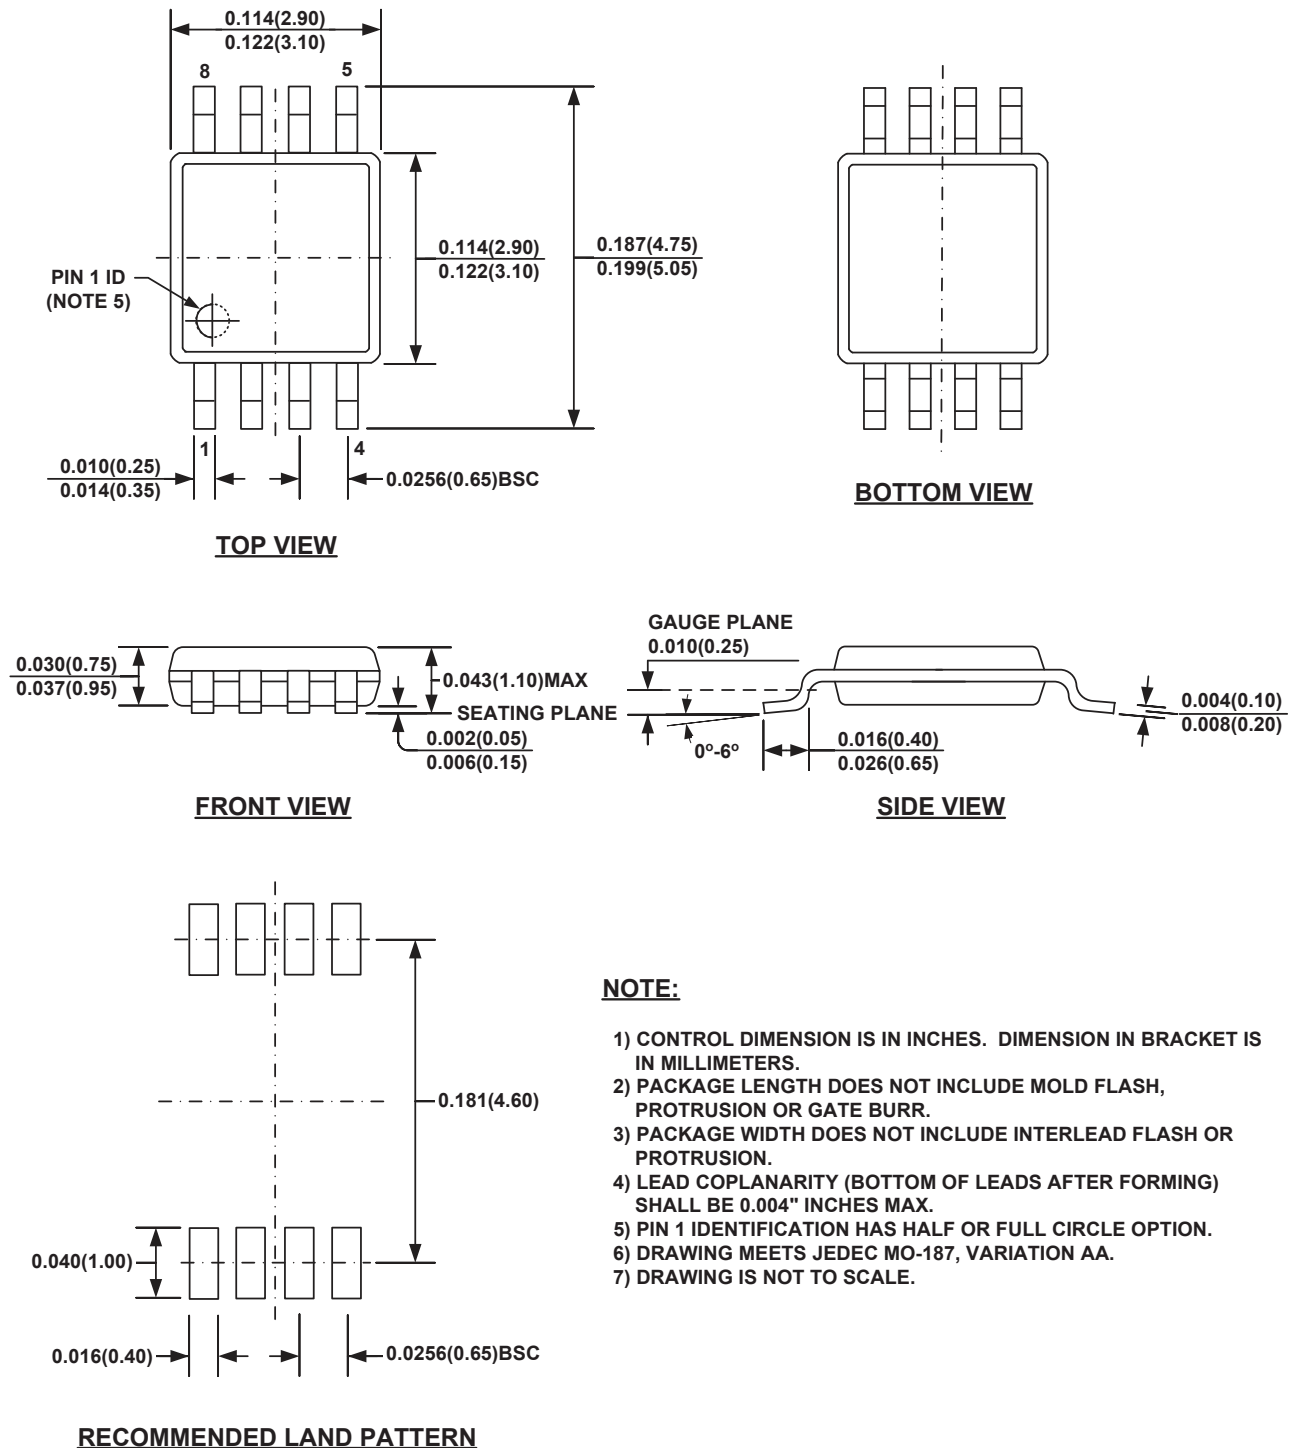 0.114(2.90)
0.122(3.10)
8
5
PIN 1 ID
(NOTE 5)
0.114(2.90)
0.122(3.10)
0.187(4.75)
0.199(5.05)
1
4
0.010(0.25)
0.014(0.35)
0.0256(0.65)BSC
TOP VIEW
BOTTOM VIEW
0.030(0.75)
0.037(0.95)
0.043(1.10)MAX
SEATING PLANE
0.002(0.05)
0.006(0.15)
FRONT VIEW
GAUGE PLANE
0.010(0.25)
0º-6º
0.016(0.40)
0.026(0.65)
0.004(0.10)
0.008(0.20)
SIDE VIEW
0.181(4.60)
0.040(1.00)
0.016(0.40)
0.0256(0.65)BSC
RECOMMENDED LAND PATTERN
NOTE:
1) CONTROL DIMENSION IS IN INCHES. DIMENSION IN BRACKET IS
IN MILLIMETERS.
2) PACKAGE LENGTH DOES NOT INCLUDE MOLD FLASH,
PROTRUSION OR GATE BURR.
3) PACKAGE WIDTH DOES NOT INCLUDE INTERLEAD FLASH OR
PROTRUSION.
4) LEAD COPLANARITY (BOTTOM OF LEADS AFTER FORMING)
SHALL BE 0.004" INCHES MAX.
5) PIN 1 IDENTIFICATION HAS HALF OR FULL CIRCLE OPTION.
6) DRAWING MEETS JEDEC MO-187, VARIATION AA.
7) DRAWING IS NOT TO SCALE.